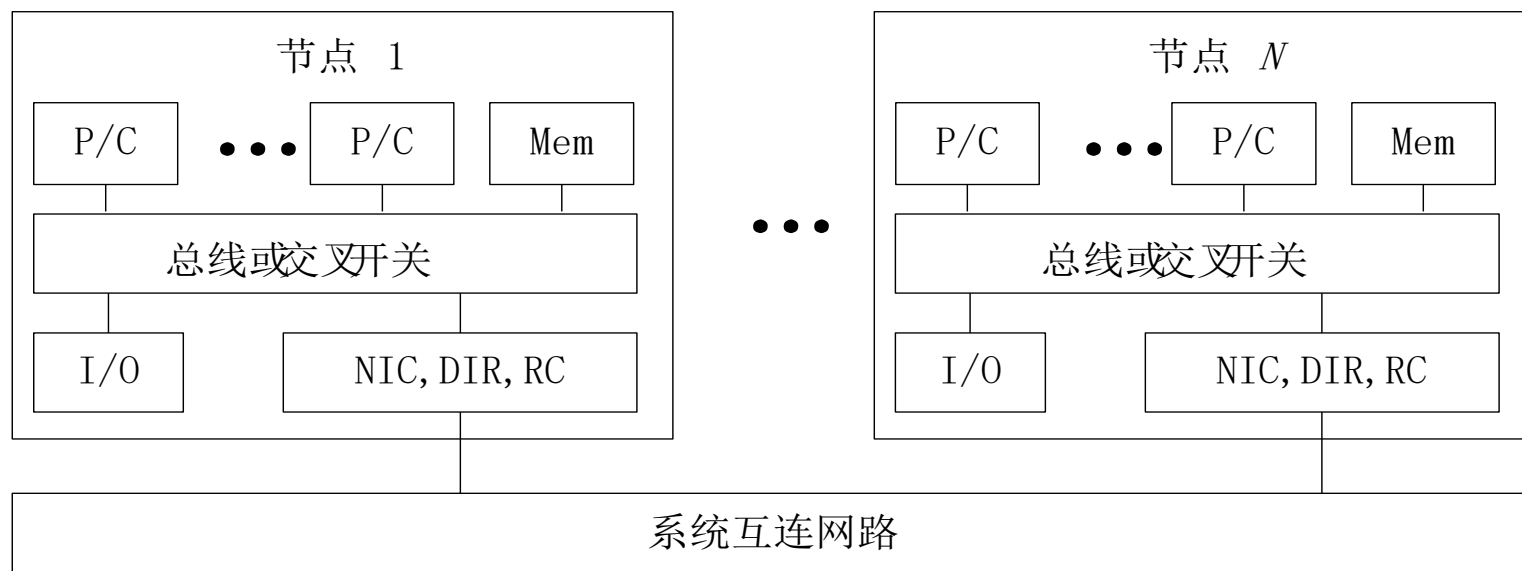 节点 1
节点 N
P/C ••• P/C Mem
P/C ••• P/C Mem
•••
总线或交叉开关
总线或交叉开关
I/O NIC,DIR,RC
I/O NIC,DIR,RC
系统互连网路